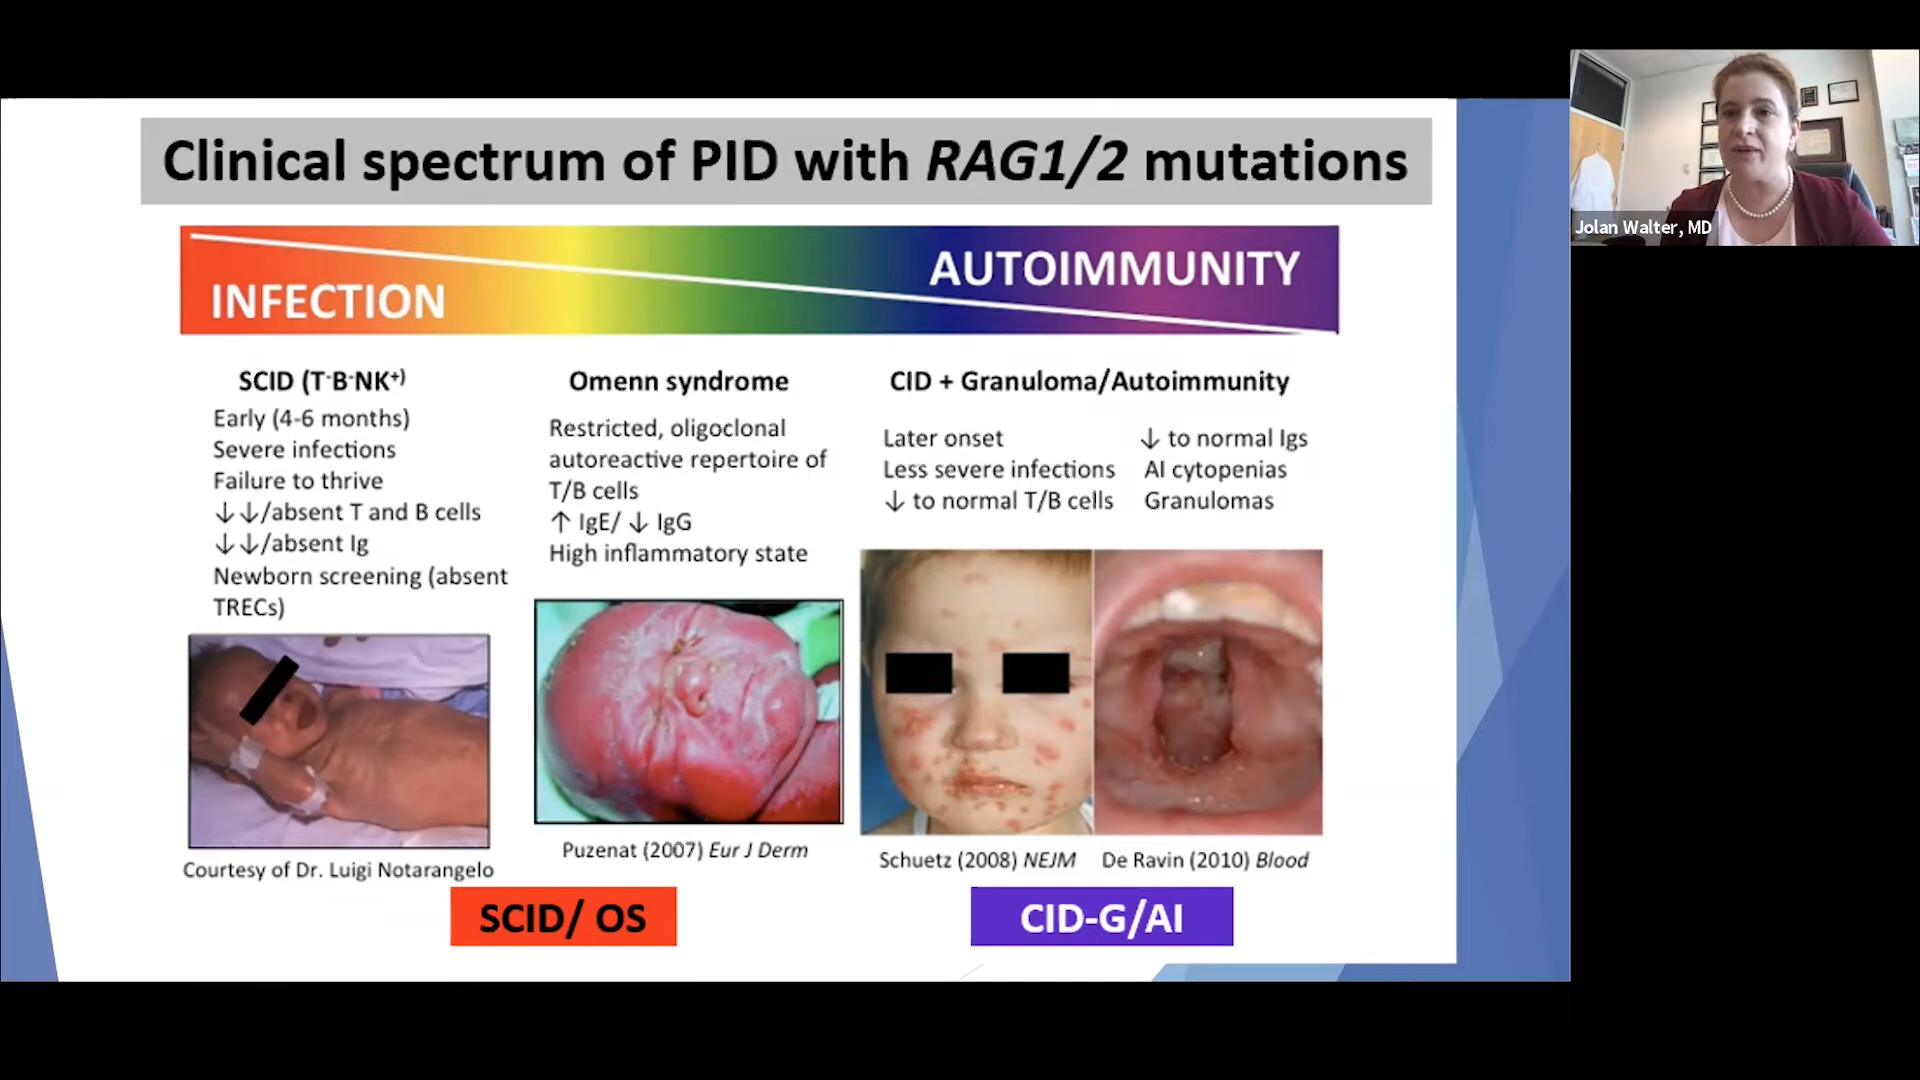 Clinical spectrum of PID with RAG1/2 mutations
INFECTION
AUTOIMMUNITY
SCID (T-B-NK+)
Early (4-6 months)
Severe infections
Failure to thrive
↓↓/absent T and B cells
↓↓/absent Ig
Newborn screening (absent
TRECs)
Courtesy of Dr. Luigi Notarangelo
Omenn syndrome
Restricted, oligoclonal
autoreactive repertoire of
T/B cells
↑ IgE/ ↓ IgG
High inflammatory state
Puzenat (2007) Eur J Derm
CID + Granuloma/Autoimmunity
Later onset
Less severe infections
↓ to normal T/B cells
↓ to normal Igs
AI cytopenias
Granulomas
Schuetz (2008) NEJM
De Ravin (2010) Blood
SCID/ OS
CID-G/AI
Jolan Walter, MD